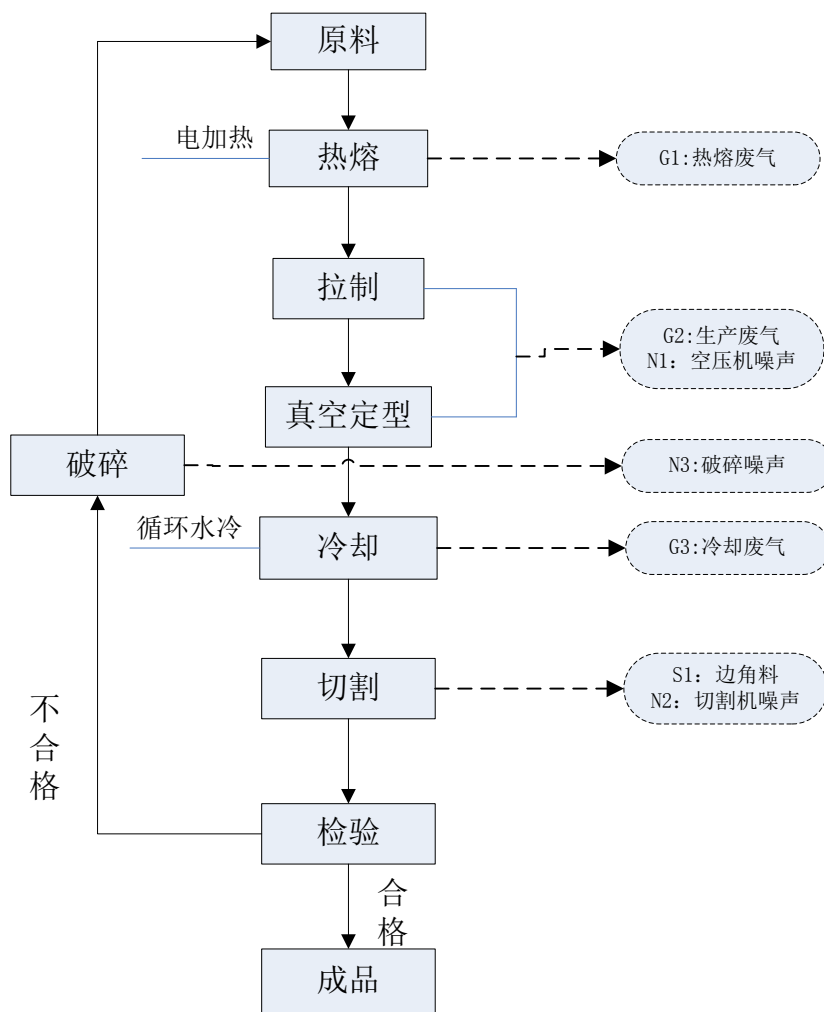 原料
电加热
热熔
G1:热熔废气
拉制
G2:生产废气
N1：空压机噪声
真空定型
破碎
N3:破碎噪声
循环水冷
冷却
G3:冷却废气
切割
S1：边角料
N2：切割机噪声
不合格
检验
合格
成品